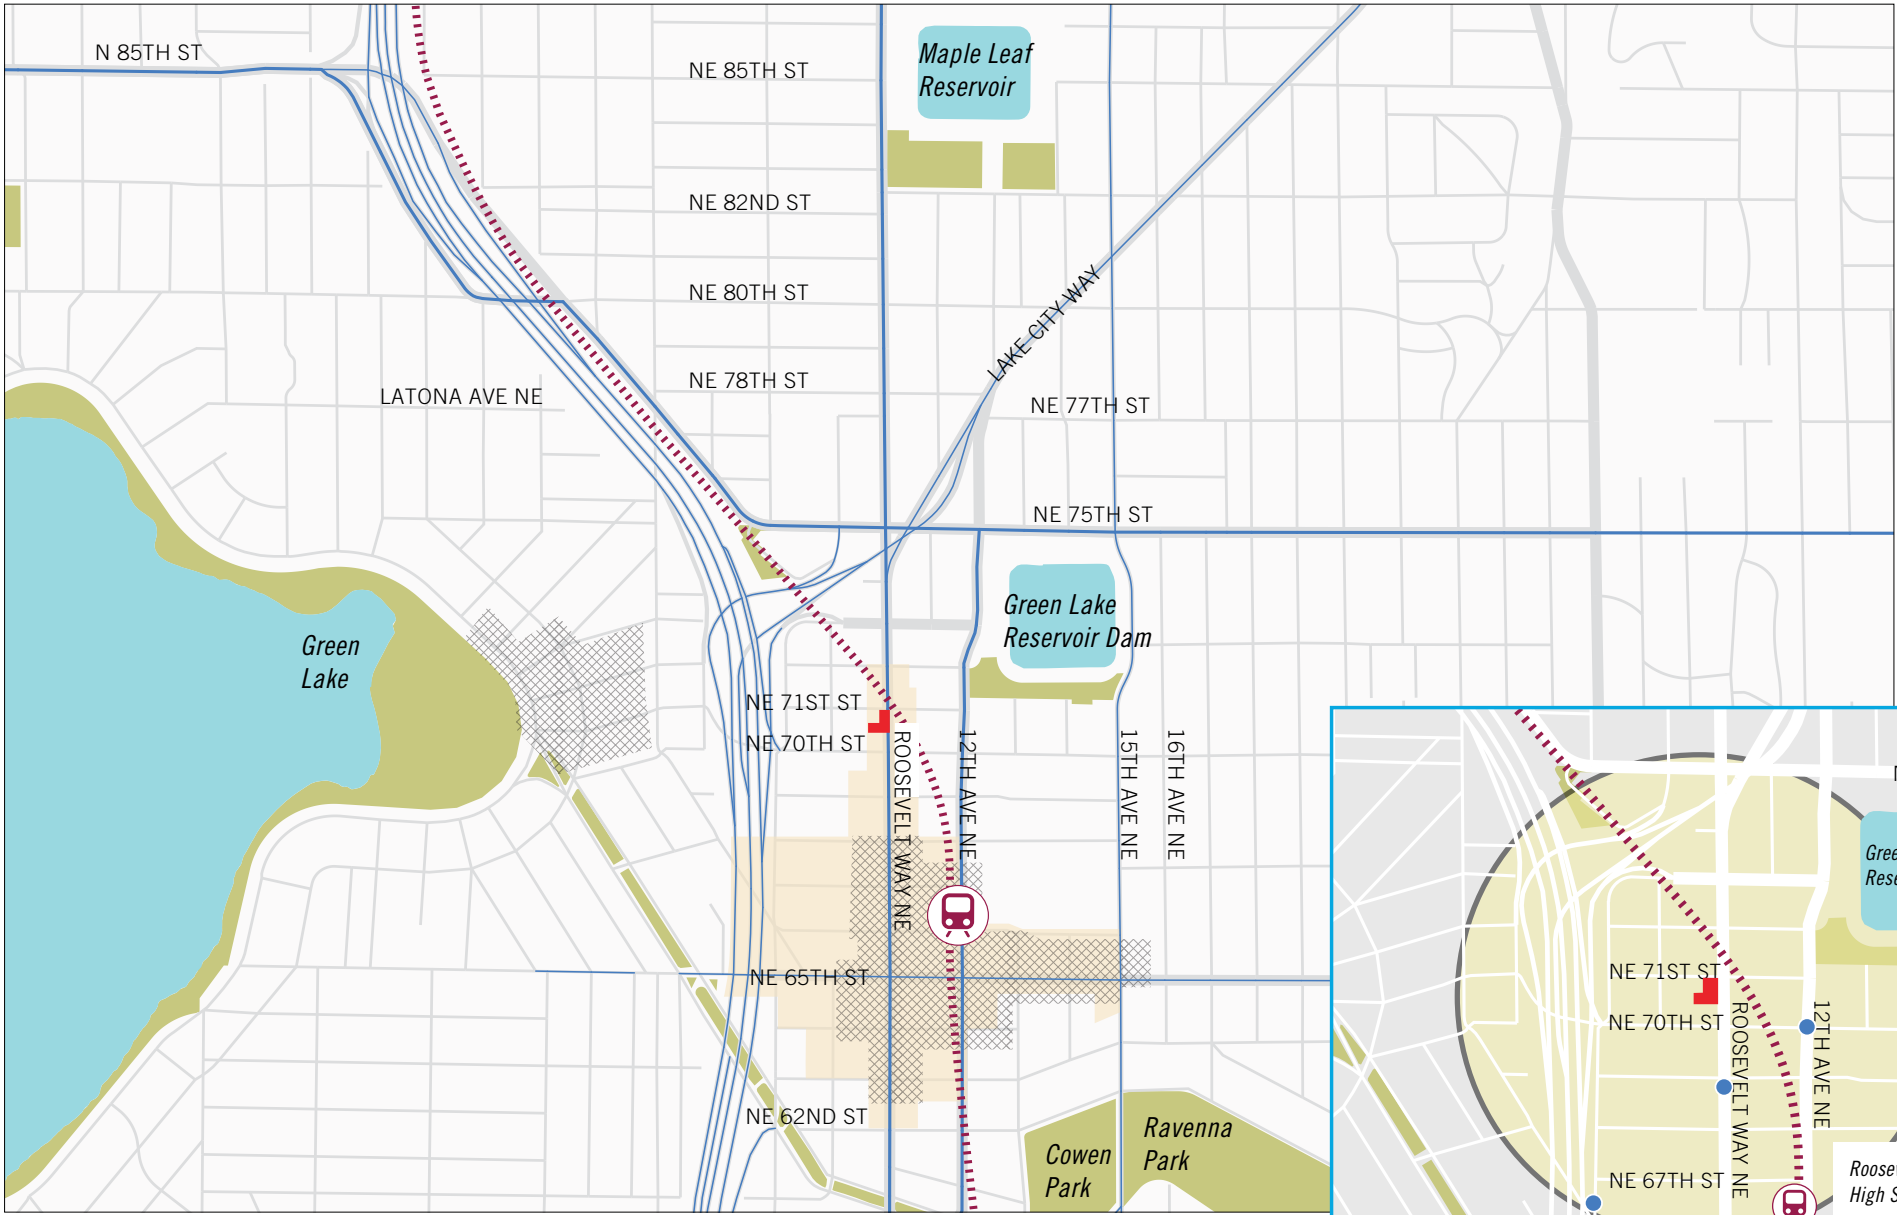 N 85TH ST
NE 85TH ST
Maple Leaf
Reservoir
NE 82ND ST
NE 80TH ST
LAKE CITY WAY
NE 78TH ST
LATONA AVE NE
NE 77TH ST
NE 75TH ST
Green Lake
Reservoir Dam
Green
Lake
NE 71ST ST
NE 70TH ST
ROOSEVELT WAY NE
12TH AVE NE
15TH AVE NE
16TH AVE NE
NE 65TH ST
NE 62ND ST
Cowen
Park
Ravenna
Park
N
Gree
Rese
NE 71ST ST
NE 70TH ST
ROOSEVELT WAY NE
12TH AVE NE
NE 67TH ST
Roosev
High S